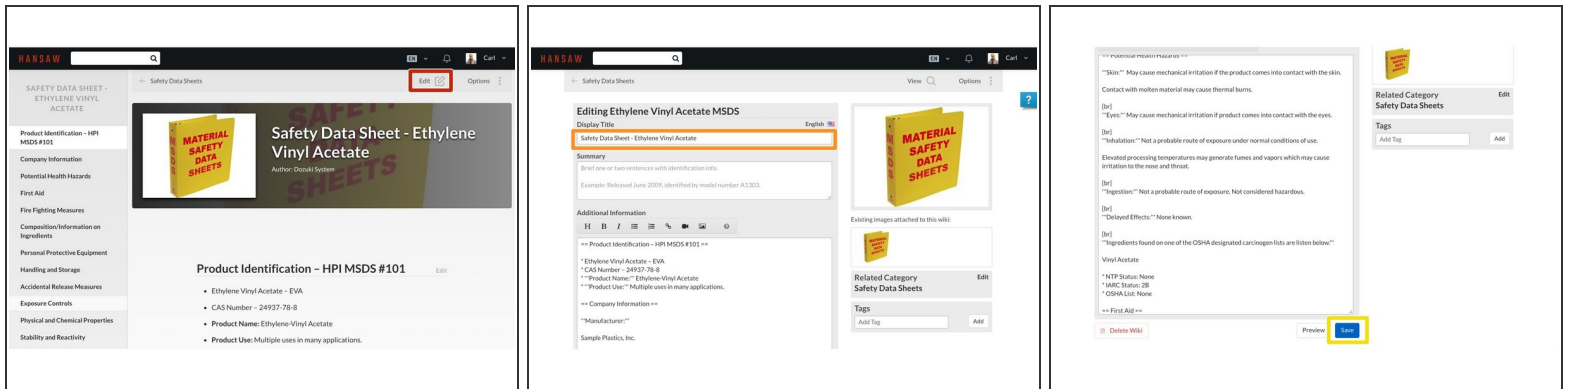 HANSAW
EN
Carl
SAFETY DATA SHEET -
ETHYLENE VINYL
ACETATE
Safety Data Sheets
Edit
Options
Product Identification – HPI
MSDS #101
Company Information
Potential Health Hazards
First Aid
Fire Fighting Measures
Composition/Information on
Ingredients
Personal Protective Equipment
Handling and Storage
Accidental Release Measures
Exposure Controls
Physical and Chemical Properties
Stability and Reactivity
MATERIAL
SAFETY
DATA
SHEETS
MSDS
SAFETY
SHEETS
Safety Data Sheet - Ethylene
Vinyl Acetate
Author: Dozuki System
Product Identification – HPI MSDS #101
Edit
• Ethylene Vinyl Acetate – EVA
• CAS Number – 24937-78-8
• Product Name: Ethylene-Vinyl Acetate
• Product Use: Multiple uses in many applications.
HANSAW
EN
Carl
Safety Data Sheets
View
Options
?
Editing Ethylene Vinyl Acetate MSDS
Display Title
English
Safety Data Sheet - Ethylene Vinyl Acetate
Summary
Brief one or two sentences with identification info.
Example: Released June 2009, identified by model number A1303.
Additional Information
H B I
== Product Identification – HPI MSDS #101 ==
* Ethylene Vinyl Acetate – EVA
* CAS Number – 24937-78-8
* '''Product Name:''' Ethylene-Vinyl Acetate
* '''Product Use:''' Multiple uses in many applications.
== Company Information ==
'''Manufacturer:'''
Sample Plastics, Inc.
MATERIAL
SAFETY
DATA
SHEETS
MSDS
Existing images attached to this wiki:
MATERIAL
SAFETY
DATA
SHEETS
Related Category
Edit
Safety Data Sheets
Tags
Add Tag
Add
== Potential Health Hazards ==
'''Skin:''' May cause mechanical irritation if the product comes into contact with the skin.
Contact with molten material may cause thermal burns.
[br]
'''Eyes:''' May cause mechanical irritation if product comes into contact with the eyes.
[br]
'''Inhalation:''' Not a probable route of exposure under normal conditions of use.
Elevated processing temperatures may generate fumes and vapors which may cause
irritation to the nose and throat.
[br]
'''Ingestion:''' Not a probable route of exposure. Not considered hazardous.
[br]
'''Delayed Effects:''' None known.
[br]
'''Ingredients found on one of the OSHA designated carcinogen lists are listen below.'''
Vinyl Acetate
* NTP Status: None
* IARC Status: 2B
* OSHA List: None
== First Aid ==
Delete Wiki
Preview
Save
Related Category
Edit
Safety Data Sheets
Tags
Add Tag
Add